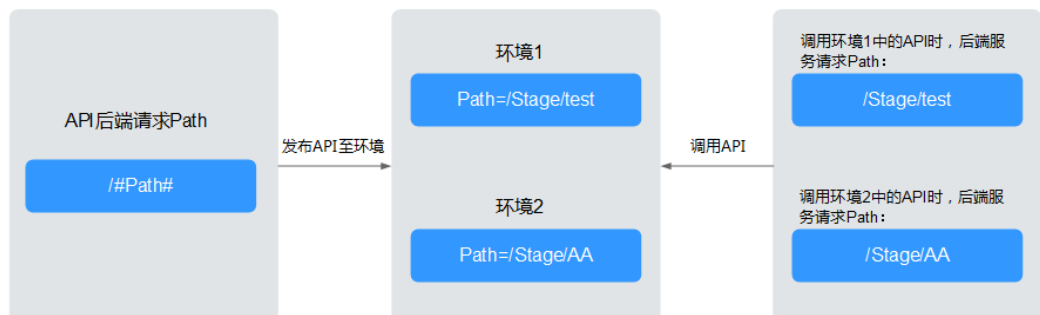 API后端请求Path
/#Path#
发布API至环境
环境1
Path=/Stage/test
环境2
Path=/Stage/AA
调用API
调用环境1中的API时，后端服
务请求Path：
/Stage/test
调用环境2中的API时，后端服
务请求Path：
/Stage/AA